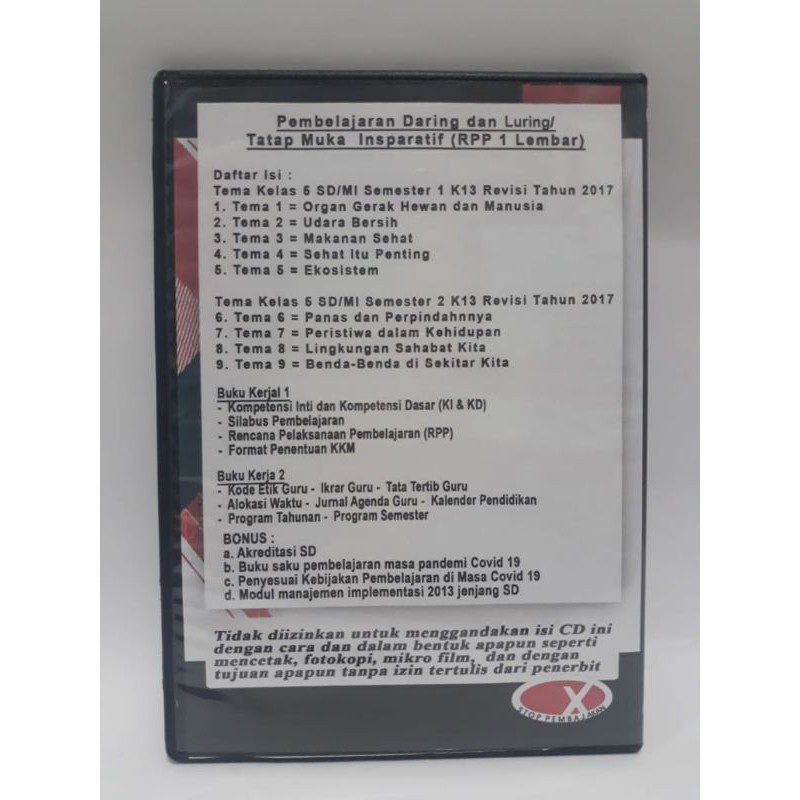 Pembelajaran Daring dan Luring/
Tatap Muka Insparatif (RPP 1 Lembar)
Daftar Isi :
Tema Kelas 5 SD/MI Semester 1 K13 Revisi Tahun 2017
1. Tema 1 = Organ Gerak Hewan dan Manusia
2. Tema 2 = Udara Bersih
3. Tema 3 = Makanan Sehat
4. Tema 4 = Sehat Itu Penting
5. Tema 5 = Ekosistem
Tema Kelas 5 SD/MI Semester 2 K13 Revisi Tahun 2017
6. Tema 6 = Panas dan Perpindahnnya
7. Tema 7 = Peristiwa dalam Kehidupan
8. Tema 8 = Lingkungan Sahabat Kita
9. Tema 9 = Benda-Benda di Sekitar Kita
Buku Kerjal 1
- Kompetensi Inti dan Kompetensi Dasar (KI & KD)
- Silabus Pembelajaran
- Rencana Pelaksanaan Pembelajaran (RPP)
- Format Penentuan KKM
Buku Kerja 2
- Kode Etik Guru - Ikrar Guru - Tata Tertib Guru
- Alokasi Waktu - Jurnal Agenda Guru - Kalender Pendidikan
- Program Tahunan - Program Semester
BONUS :
a. Akreditasi SD
b. Buku saku pembelajaran masa pandemi Covid 19
c. Penyesuai Kebijakan Pembelajaran di Masa Covid 19
d. Modul manajemen implementasi 2013 jenjang SD
Tidak diizinkan untuk menggandakan isi CD ini
dengan cara dan dalam bentuk apapun seperti
mencetak, fotokopi, mikro film, dan dengan
tujuan apapun tanpa izin tertulis dari penerbit
X
STOP PEMBAJAKAN